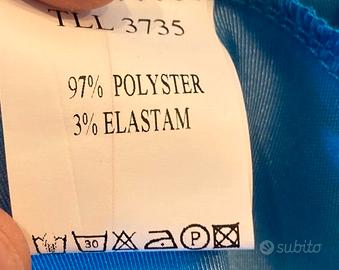 TLL 3735
97% POLYSTER
3% ELASTAM
30 P
subito